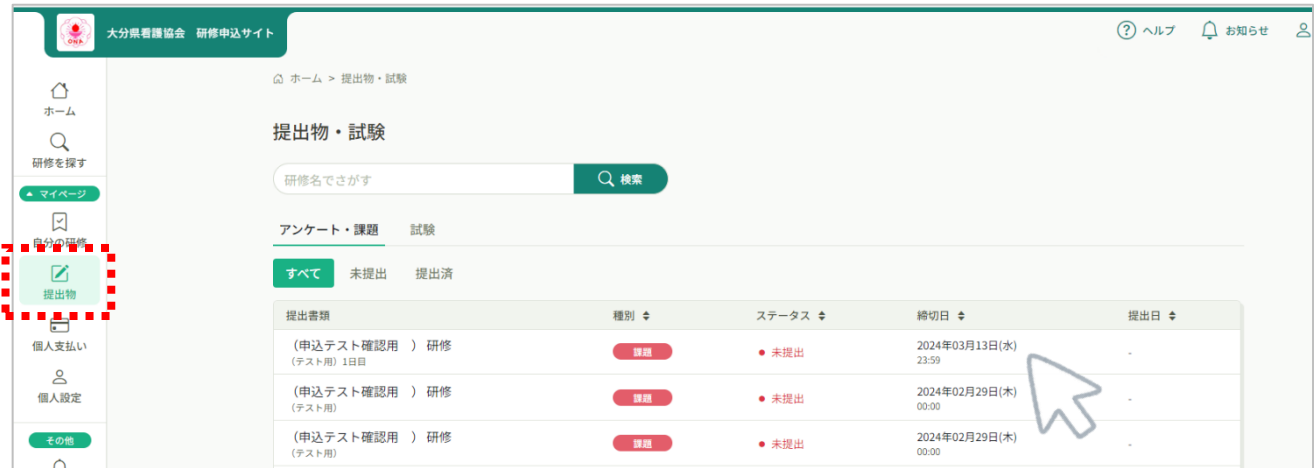 ONA
大分県看護協会 研修申込サイト
ヘルプ
お知らせ
ホーム
研修を探す
マイページ
自分の研修
提出物
個人支払い
個人設定
その他
ホーム > 提出物・試験
提出物・試験
研修名でさがす
検索
アンケート・課題 試験
すべて 未提出 提出済
提出書類 種別 ステータス 締切日 提出日
(申込テスト確認用 ) 研修 課題 未提出 2024年03月13日(水) -
(テスト用) 1日目 23:59
(申込テスト確認用 ) 研修 課題 未提出 2024年02月29日(木) -
(テスト用) 00:00
(申込テスト確認用 ) 研修 課題 未提出 2024年02月29日(木) -
(テスト用) 00:00